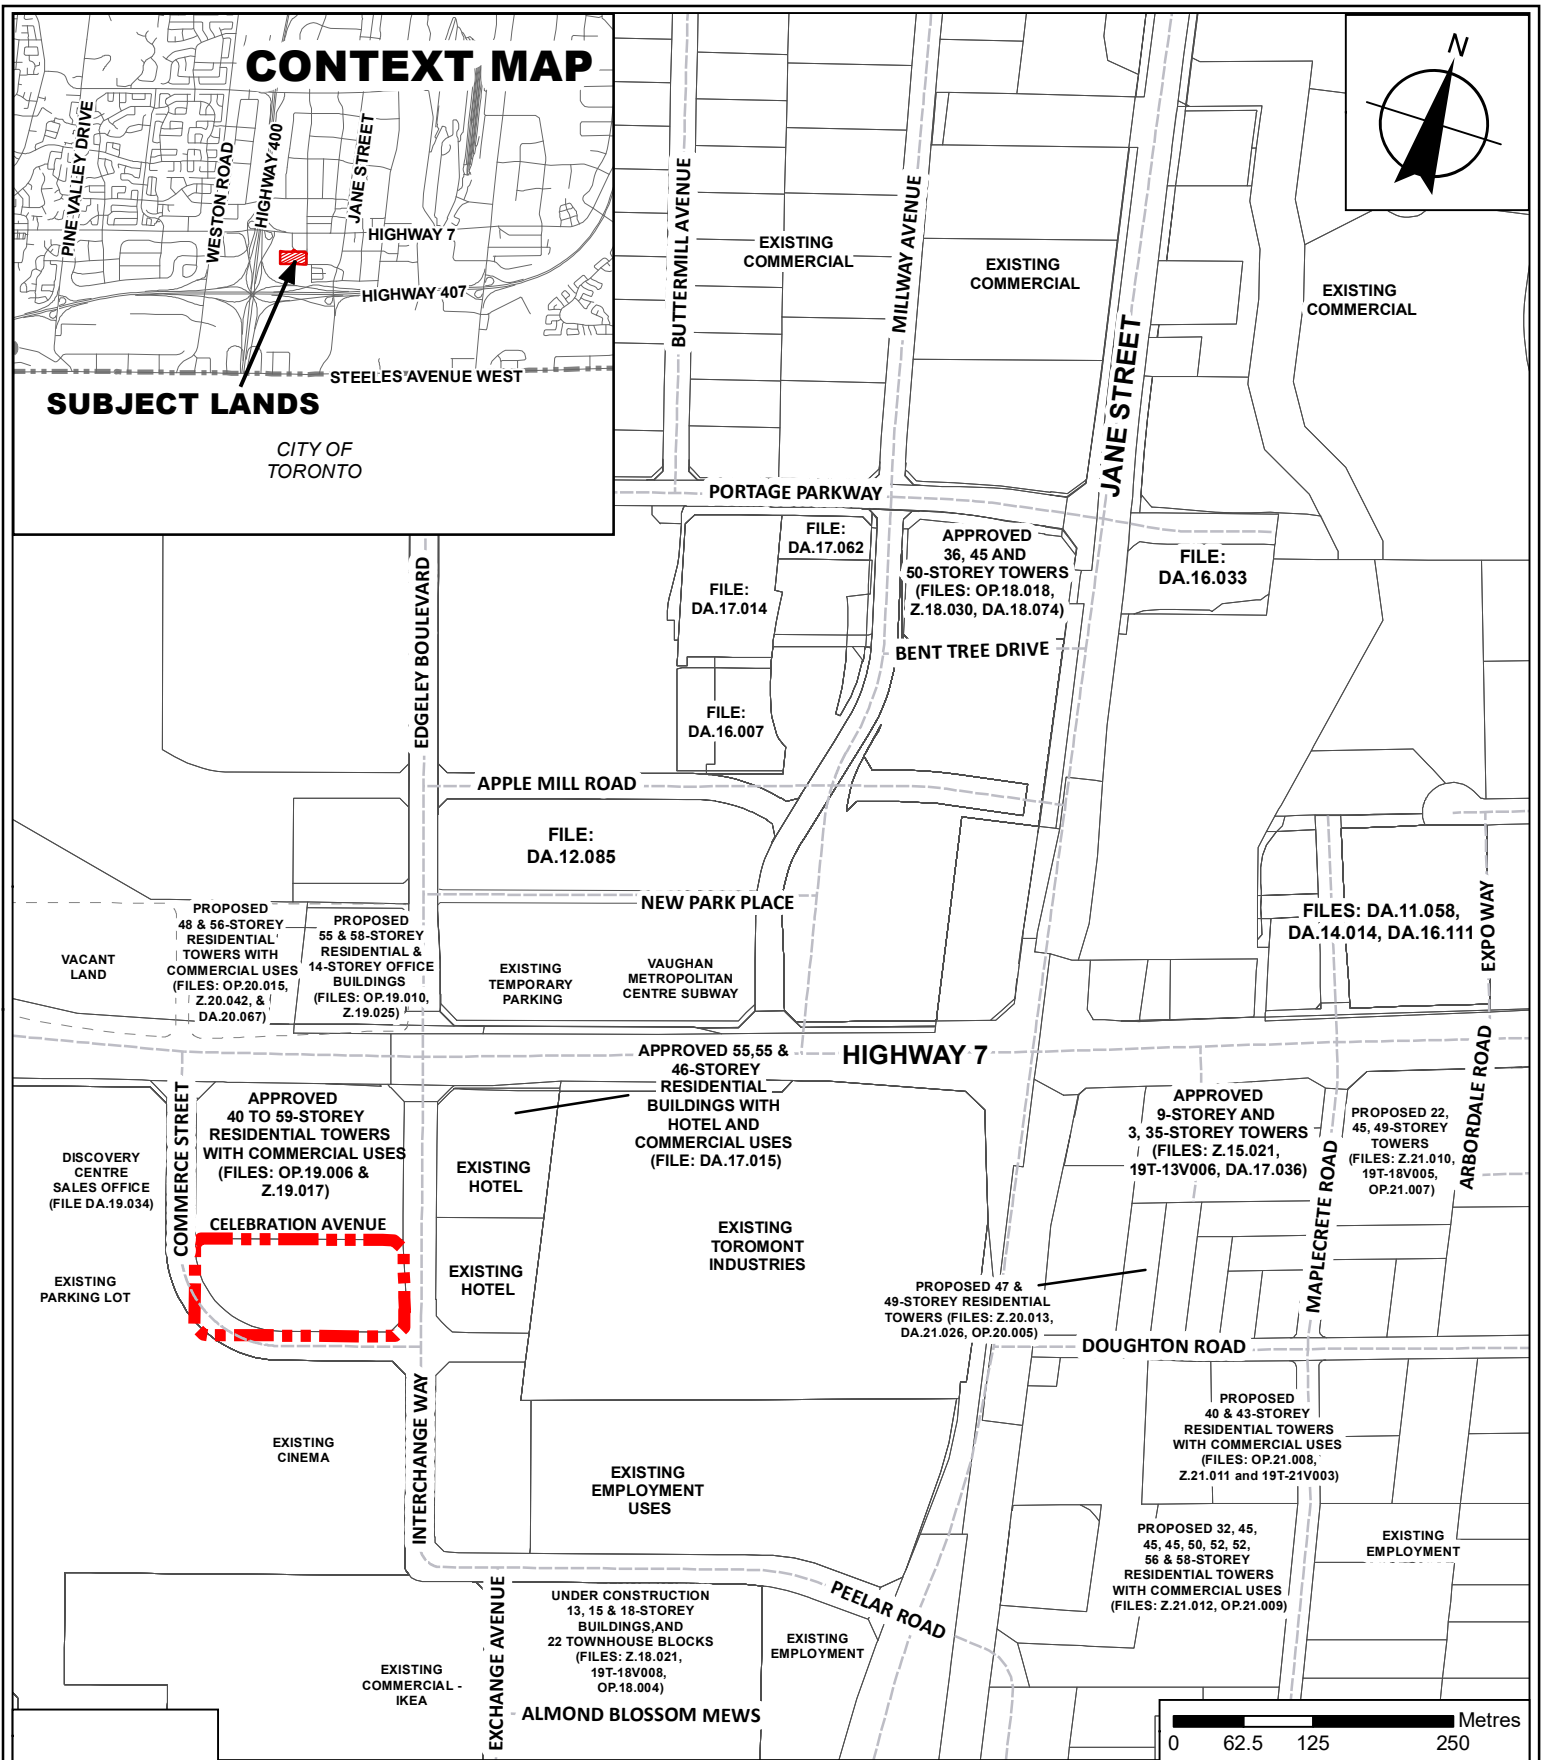 CONTEXT MAP
PINE VALLEY DRIVE
WESTON ROAD
HIGHWAY 400
JANE STREET
HIGHWAY 7
HIGHWAY 407
STEELES AVENUE WEST
SUBJECT LANDS
CITY OF
TORONTO
N
BUTTERMILL AVENUE
EXISTING
COMMERCIAL
MILLWAY AVENUE
EXISTING
COMMERCIAL
JANE STREET
EXISTING
COMMERCIAL
PORTAGE PARKWAY
EDGELEY BOULEVARD
FILE:
DA.17.062
FILE:
DA.17.014
APPROVED
36, 45 AND
50-STOREY TOWERS
(FILES: OP.18.018,
Z.18.030, DA.18.074)
FILE:
DA.16.033
BENT TREE DRIVE
FILE:
DA.16.007
APPLE MILL ROAD
FILE:
DA.12.085
NEW PARK PLACE
VACANT
LAND
PROPOSED
48 & 56-STOREY
RESIDENTIAL
TOWERS WITH
COMMERCIAL USES
(FILES: OP.20.015,
Z.20.042, &
DA.20.067)
PROPOSED
55 & 58-STOREY
RESIDENTIAL &
14-STOREY OFFICE
BUILDINGS
(FILES: OP.19.010,
Z.19.025)
EXISTING
TEMPORARY
PARKING
VAUGHAN
METROPOLITAN
CENTRE SUBWAY
FILES: DA.11.058,
DA.14.014, DA.16.111
EXPO WAY
HIGHWAY 7
APPROVED 55,55 &
46-STOREY
RESIDENTIAL
BUILDINGS WITH
HOTEL AND
COMMERCIAL USES
(FILE: DA.17.015)
COMMERCE STREET
APPROVED
40 TO 59-STOREY
RESIDENTIAL TOWERS
WITH COMMERCIAL USES
(FILES: OP.19.006 &
Z.19.017)
DISCOVERY
CENTRE
SALES OFFICE
(FILE DA.19.034)
CELEBRATION AVENUE
EXISTING
PARKING LOT
EXISTING
HOTEL
EXISTING
HOTEL
EXISTING
TOROMONT
INDUSTRIES
APPROVED
9-STOREY AND
3, 35-STOREY TOWERS
(FILES: Z.15.021,
19T-13V006, DA.17.036)
MAPLECRETE ROAD
PROPOSED 22,
45, 49-STOREY
TOWERS
(FILES: Z.21.010,
19T-18V005,
OP.21.007)
ARBORDALE ROAD
PROPOSED 47 &
49-STOREY RESIDENTIAL
TOWERS (FILES: Z.20.013,
DA.21.026, OP.20.005)
DOUGHTON ROAD
INTERCHANGE WAY
EXISTING
CINEMA
EXISTING
EMPLOYMENT
USES
PROPOSED
40 & 43-STOREY
RESIDENTIAL TOWERS
WITH COMMERCIAL USES
(FILES: OP.21.008,
Z.21.011 and 19T-21V003)
PROPOSED 32, 45,
45, 45, 50, 52, 52,
56 & 58-STOREY
RESIDENTIAL TOWERS
WITH COMMERCIAL USES
(FILES: Z.21.012, OP.21.009)
EXISTING
EMPLOYMENT
PEELAR ROAD
EXCHANGE AVENUE
UNDER CONSTRUCTION
13, 15 & 18-STOREY
BUILDINGS,AND
22 TOWNHOUSE BLOCKS
(FILES: Z.18.021,
19T-18V008,
OP.18.004)
EXISTING
EMPLOYMENT
EXISTING
COMMERCIAL -
IKEA
ALMOND BLOSSOM MEWS
Metres
0 62.5 125 250